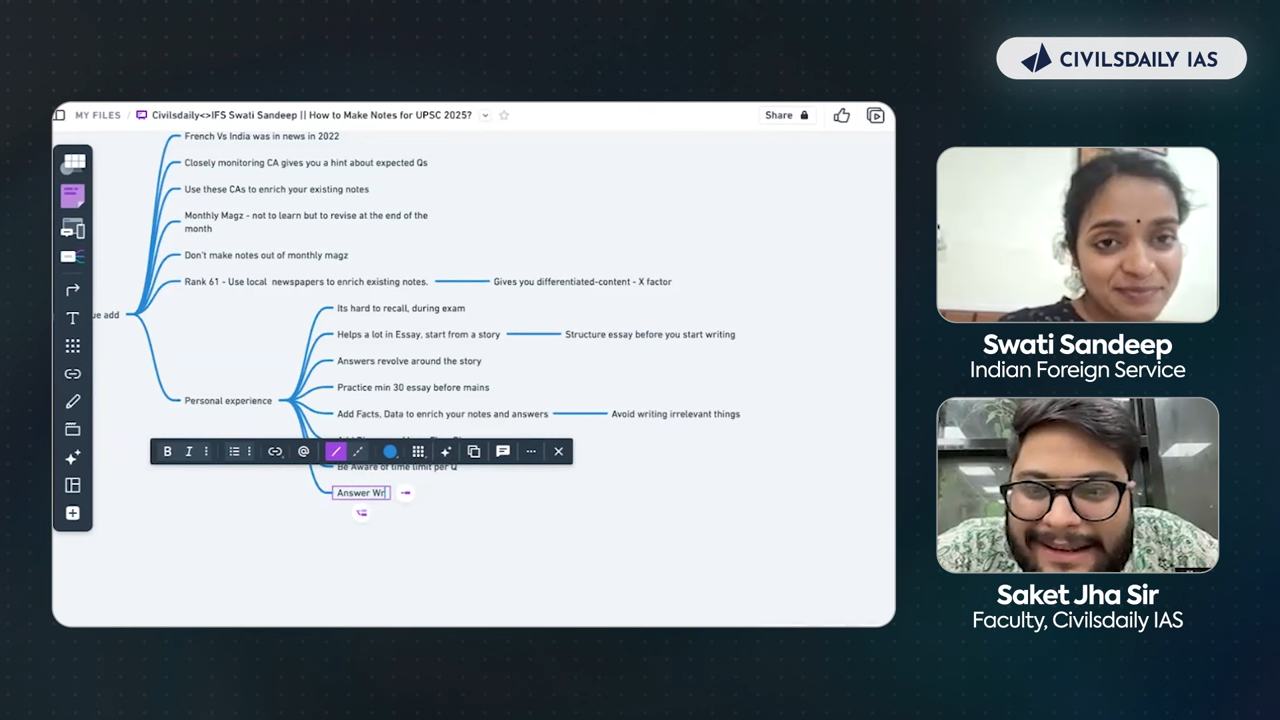 CIVILSDAILY IAS
MY FILES / Civilsdaily<>IFS Swati Sandeep || How to Make Notes for UPSC 2025?
Share
French Vs India was in news in 2022
Closely monitoring CA gives you a hint about expected Qs
Use these CAs to enrich your existing notes
Monthly Magz - not to learn but to revise at the end of the
month
Don't make notes out of monthly magz
Rank 61 - Use local newspapers to enrich existing notes.
Gives you differentiated-content - X factor
ue add
Its hard to recall, during exam
Helps a lot in Essay, start from a story
Structure essay before you start writing
Answers revolve around the story
Practice min 30 essay before mains
Personal experience
Add Facts, Data to enrich your notes and answers
Avoid writing irrelevant things
B I
Be Aware of time limit per Q
Answer Wr
Swati Sandeep
Indian Foreign Service
Saket Jha Sir
Faculty, Civilsdaily IAS